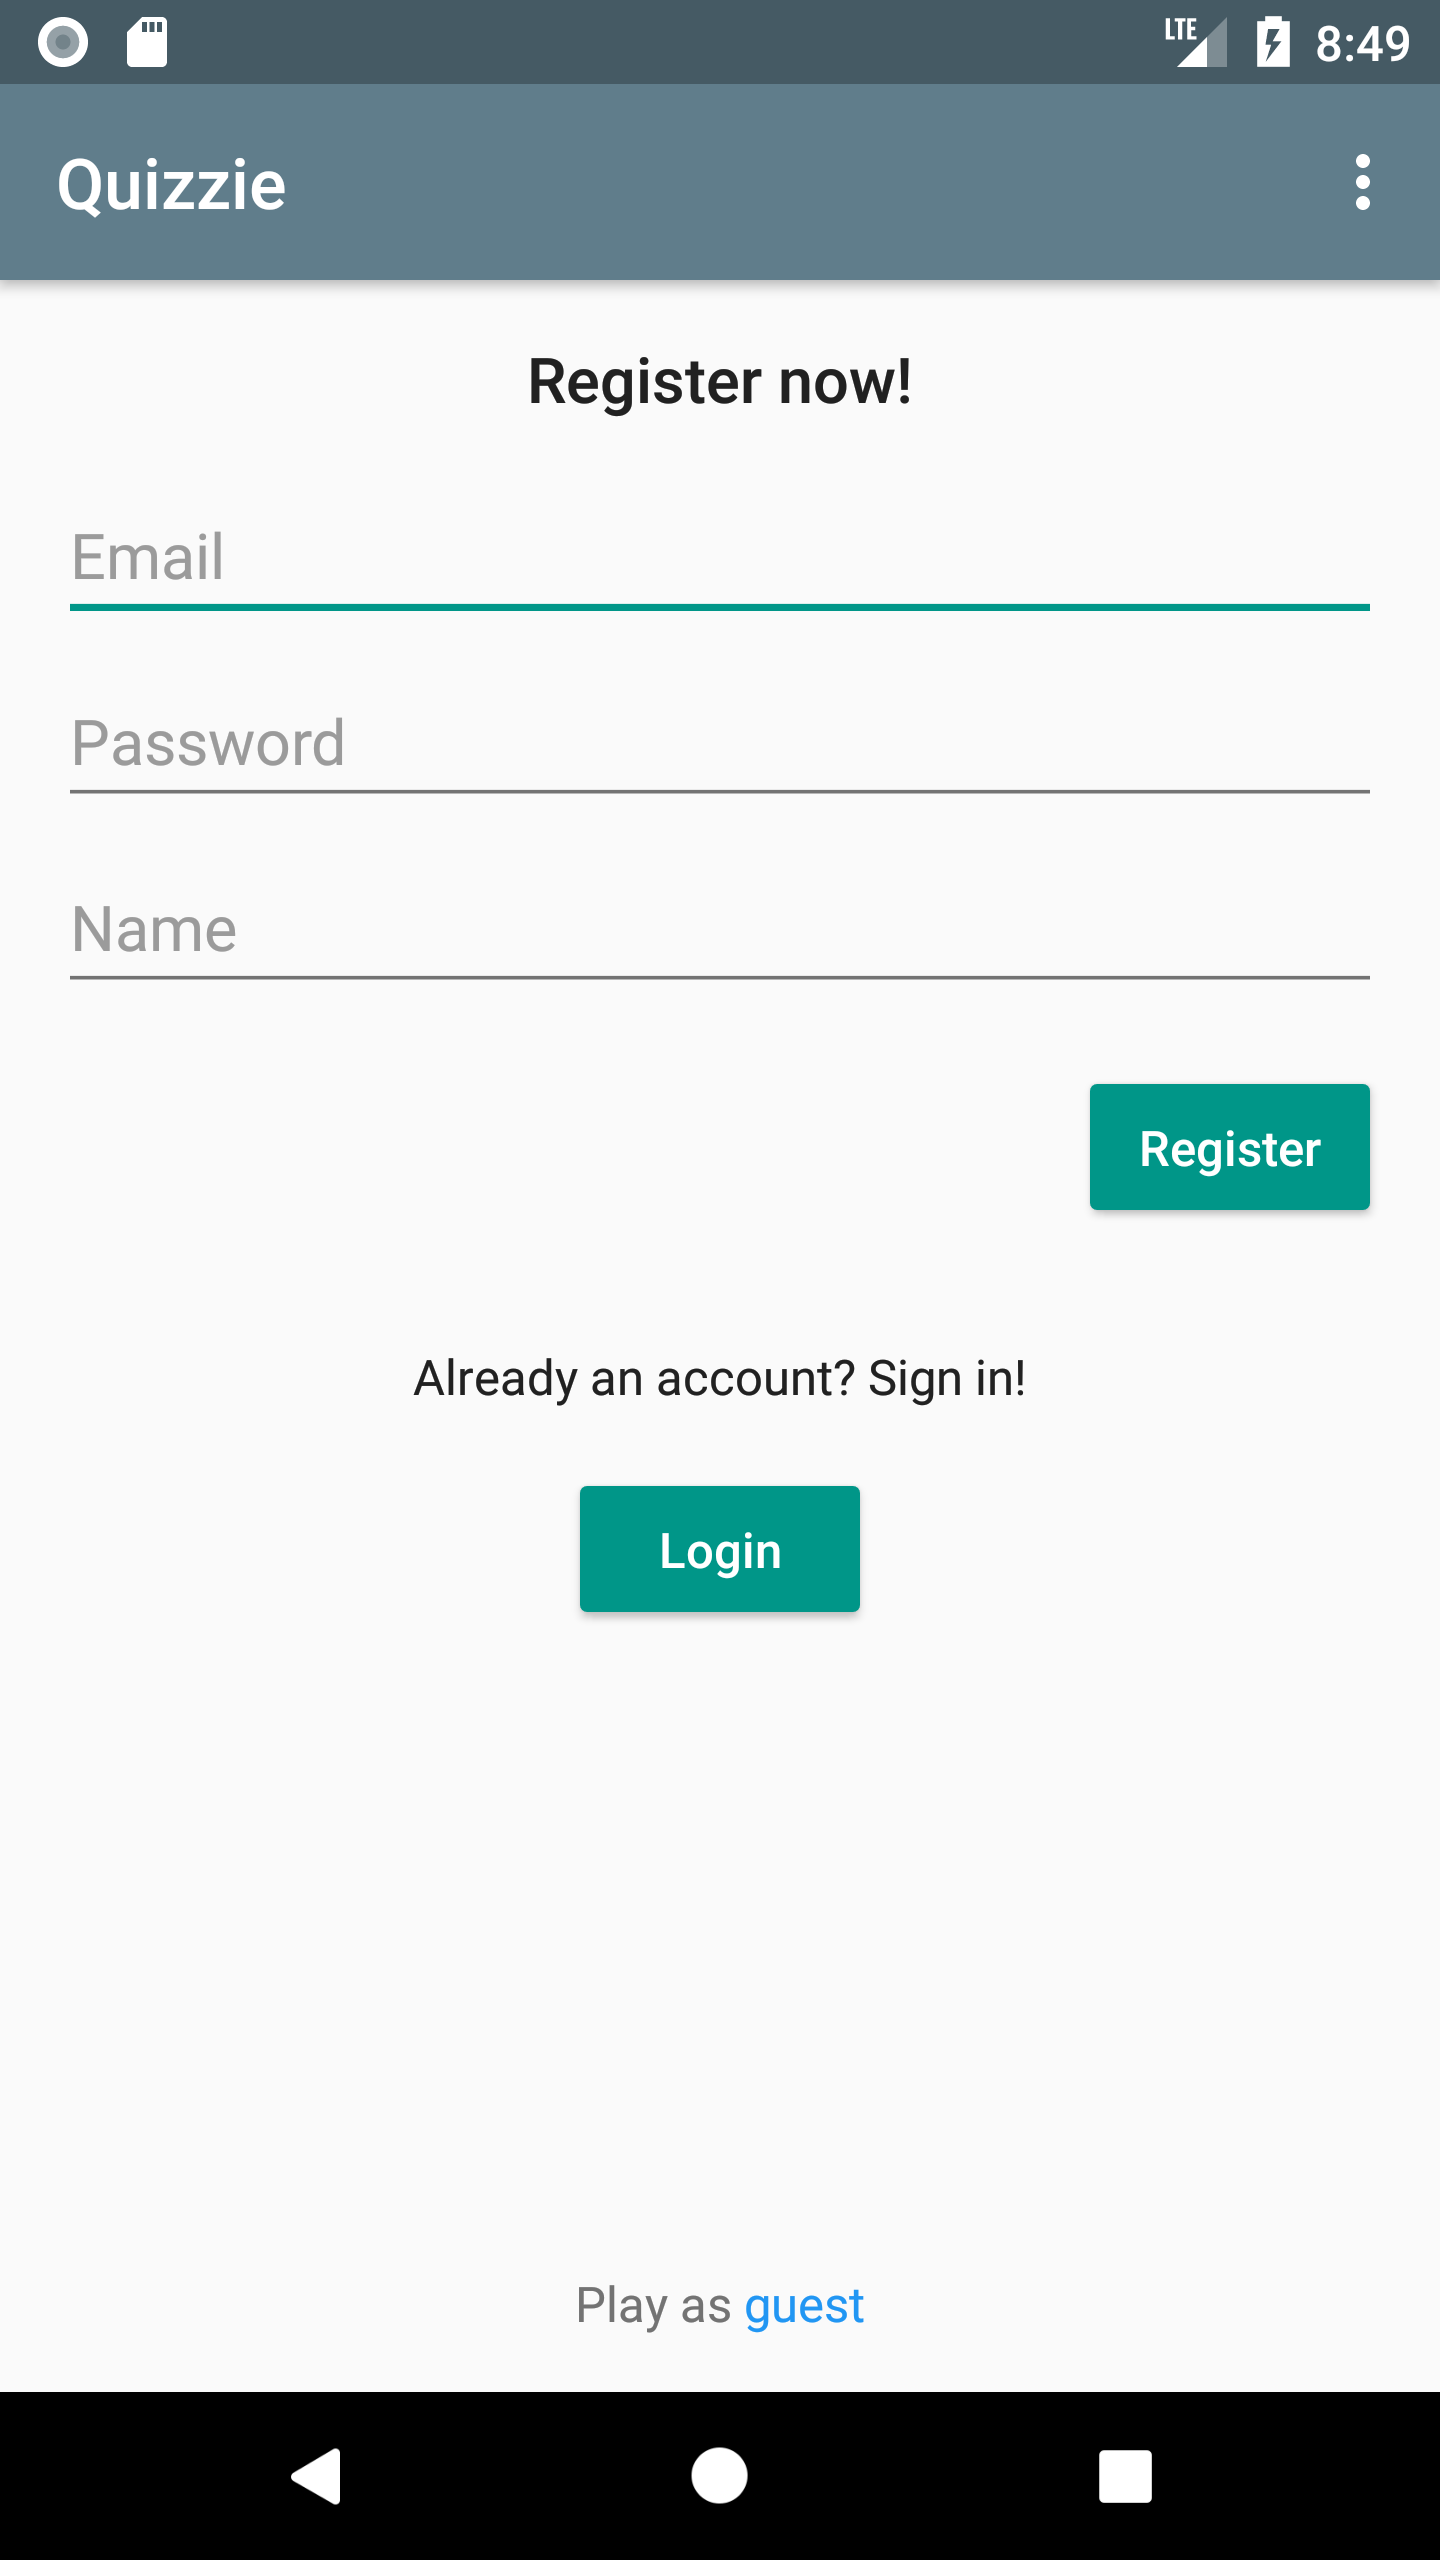 LTE 8:49
Quizzie
Register now!
Email
Password
Name
Register
Already an account? Sign in!
Login
Play as guest